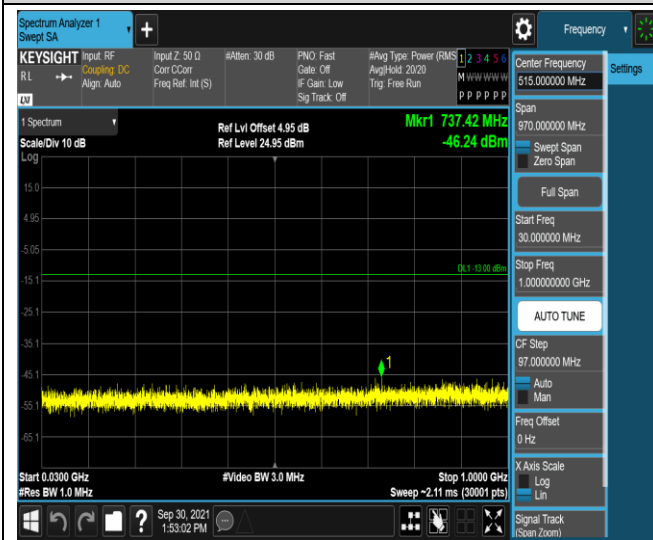 Spectrum Analyzer 1
Swept SA
+
Frequency
KEYSIGHT
RL
LXI
Input: RF
Coupling: DC
Align: Auto
Input Z: 50 Ω
Corr CCorr
Freq Ref: Int (S)
#Atten: 30 dB
PNO: Fast
Gate: Off
IF Gain: Low
Sig Track: Off
#Avg Type: Power (RMS
Avg|Hold: 20/20
Trig: Free Run
1 2 3 4 5 6
M W W W W W
P P P P P P
1 Spectrum
Scale/Div 10 dB
Log
Ref Lvl Offset 4.95 dB
Ref Level 24.95 dBm
Mkr1 737.42 MHz
-46.24 dBm
15.0
4.95
-5.05
-15.1
-25.1
-35.1
-45.1
-55.1
-65.1
DL1 -13.00 dBm
1
Start 0.0300 GHz
#Res BW 1.0 MHz
#Video BW 3.0 MHz
Stop 1.0000 GHz
Sweep ~2.11 ms (30001 pts)
?
Sep 30, 2021
1:53:02 PM
Center Frequency
515.000000 MHz
Span
970.000000 MHz
Swept Span
Zero Span
Full Span
Start Freq
30.000000 MHz
Stop Freq
1.000000000 GHz
AUTO TUNE
CF Step
97.000000 MHz
Auto
Man
Freq Offset
0 Hz
X Axis Scale
Log
Lin
Signal Track
(Span Zoom)
Settings